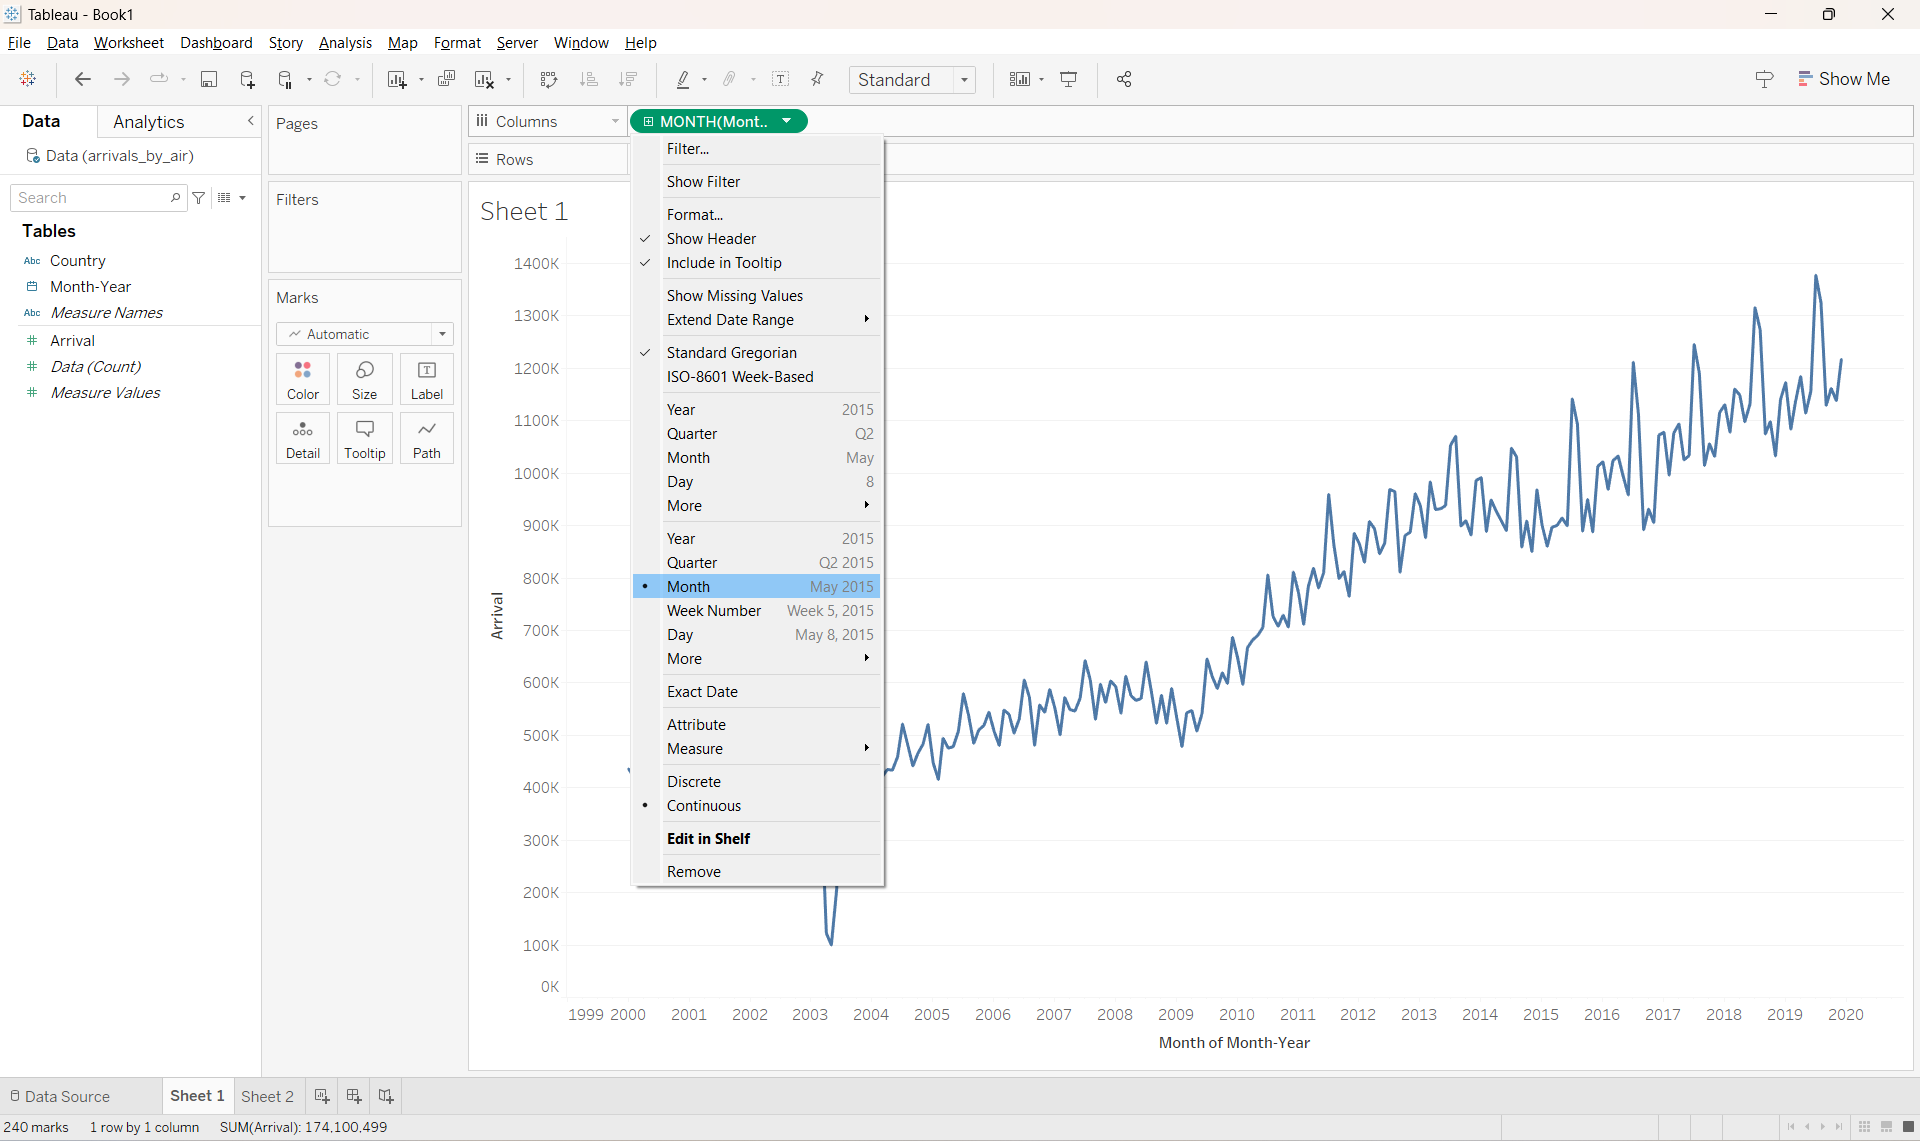 Tableau - Book1
File Data Worksheet Dashboard Story Analysis Map Format Server Window Help
Standard
Show Me
Data
Analytics
Data (arrivals_by_air)
Search
Tables
Abc Country
Month-Year
Abc Measure Names
Arrival
Data (Count)
Measure Values
Pages
Filters
Marks
Automatic
Color
Size
Label
Detail
Tooltip
Path
Columns
MONTH(Mont..
Rows
Sheet 1
Filter...
Show Filter
Format...
Show Header
Include in Tooltip
Show Missing Values
Extend Date Range
Standard Gregorian
ISO-8601 Week-Based
Year 2015
Quarter Q2
Month May
Day 8
More
Year 2015
Quarter Q2 2015
Month May 2015
Week Number Week 5, 2015
Day May 8, 2015
More
Exact Date
Attribute
Measure
Discrete
Continuous
Edit in Shelf
Remove
1400K
1300K
1200K
1100K
1000K
900K
800K
700K
600K
500K
400K
300K
200K
100K
0K
Arrival
1999 2000 2001 2002 2003 2004 2005 2006 2007 2008 2009 2010 2011 2012 2013 2014 2015 2016 2017 2018 2019 2020
Month of Month-Year
Data Source
Sheet 1
Sheet 2
240 marks 1 row by 1 column SUM(Arrival): 174,100,499